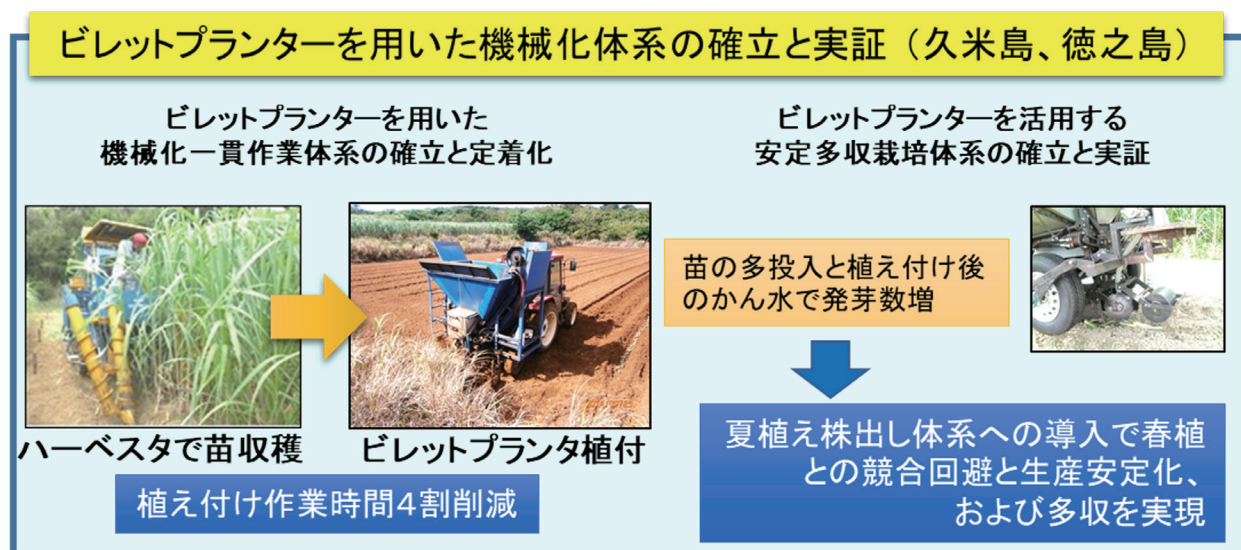 ビレットプランターを用いた機械化体系の確立と実証（久米島、徳之島）
ビレットプランターを用いた
機械化一貫作業体系の確立と定着化
ハーベスタで苗収穫
ビレットプランタ植付
植え付け作業時間4割削減
ビレットプランターを活用する
安定多収栽培体系の確立と実証
苗の多投入と植え付け後
のかん水で発芽数増
夏植え株出し体系への導入で春植
との競合回避と生産安定化、
および多収を実現